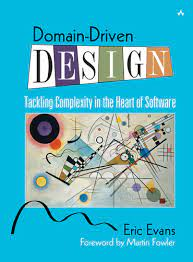 Domain-Driven
DESIGN
Tackling Complexity in the Heart of Software
Eric Evans
Foreword by Martin Fowler